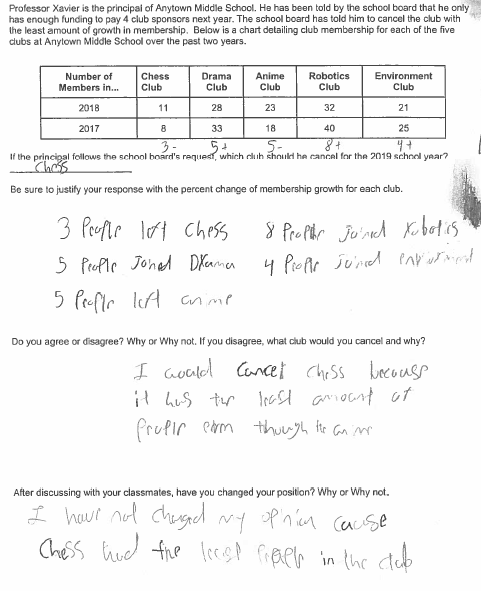 Professor Xavier is the principal of Anytown Middle School. He has been told by the school board that he only
has enough funding to pay 4 club sponsors next year. The school board has told him to cancel the club with
the least amount of growth in membership. Below is a chart detailing club membership for each of the five
clubs at Anytown Middle School over the past two years.
Number of Members in... Chess Club Drama Club Anime Club Robotics Club Environment Club
2018 11 28 23 32 21
2017 8 33 18 40 25
3- 5+ 5- 8+ 4+
If the principal follows the school board's request, which club should he cancel for the 2019 school year?
Chess
Be sure to justify your response with the percent change of membership growth for each club.
3 People left Chess 8 People Joined Robotics
5 People Joned Drama 4 People Joined
5 People left anime
Do you agree or disagree? Why or Why not. If you disagree, what club would you cancel and why?
I would Cancel chess because
it has the least amount of
People though the anime
After discussing with your classmates, have you changed your position? Why or Why not.
I have not changed my opinion cause
Chess had the least People in the club